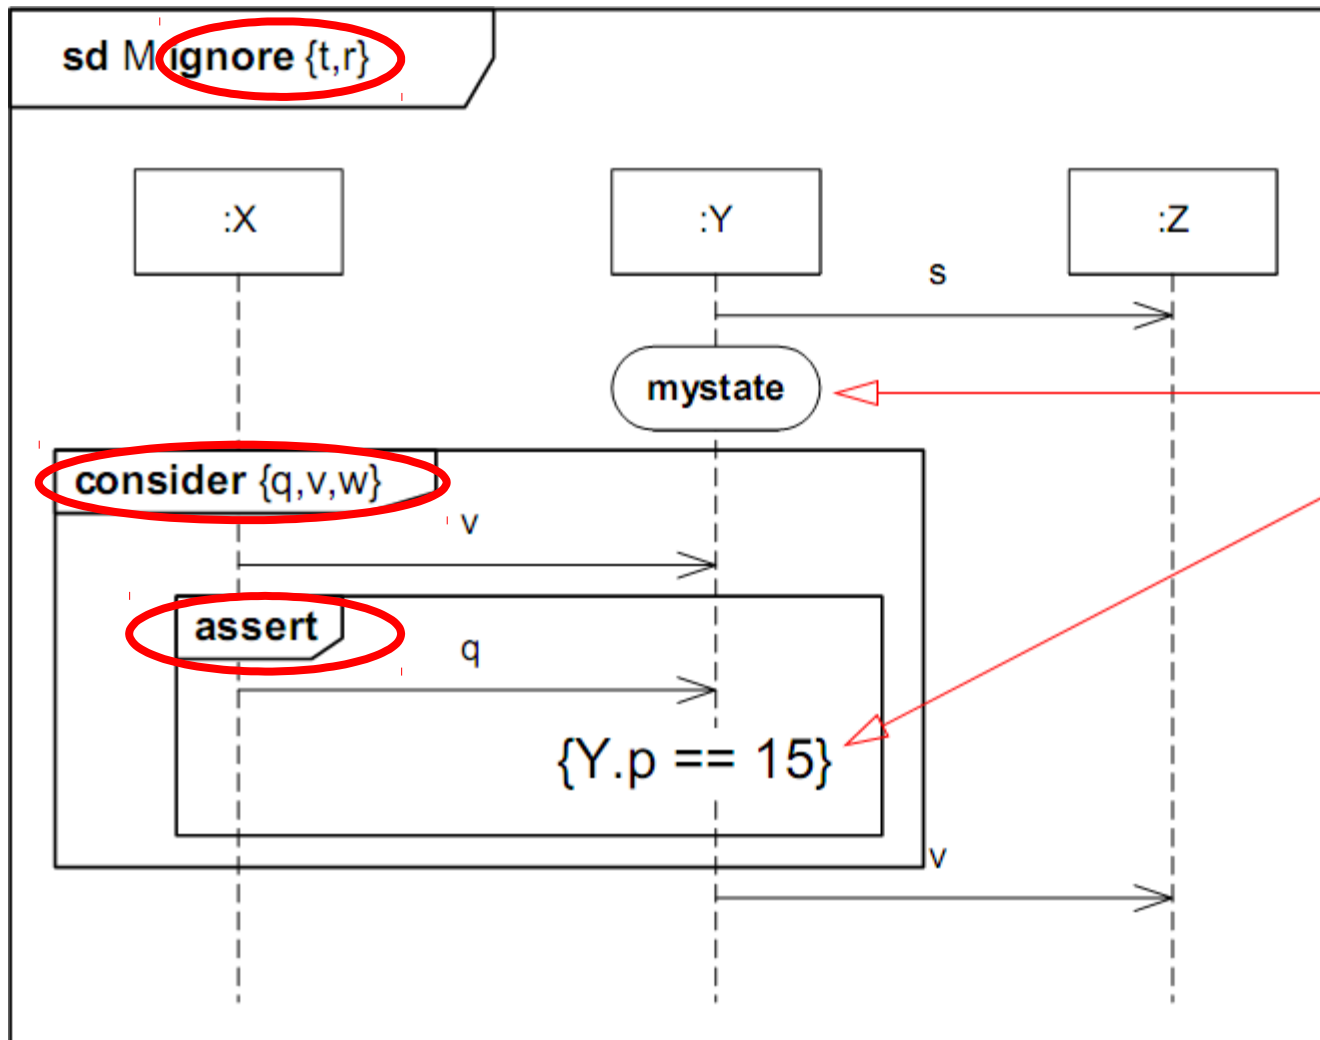 sd M ignore {t,r}
:X
:Y
:Z
s
mystate
consider {q,v,w}
v
assert
q
{Y.p == 15}
v